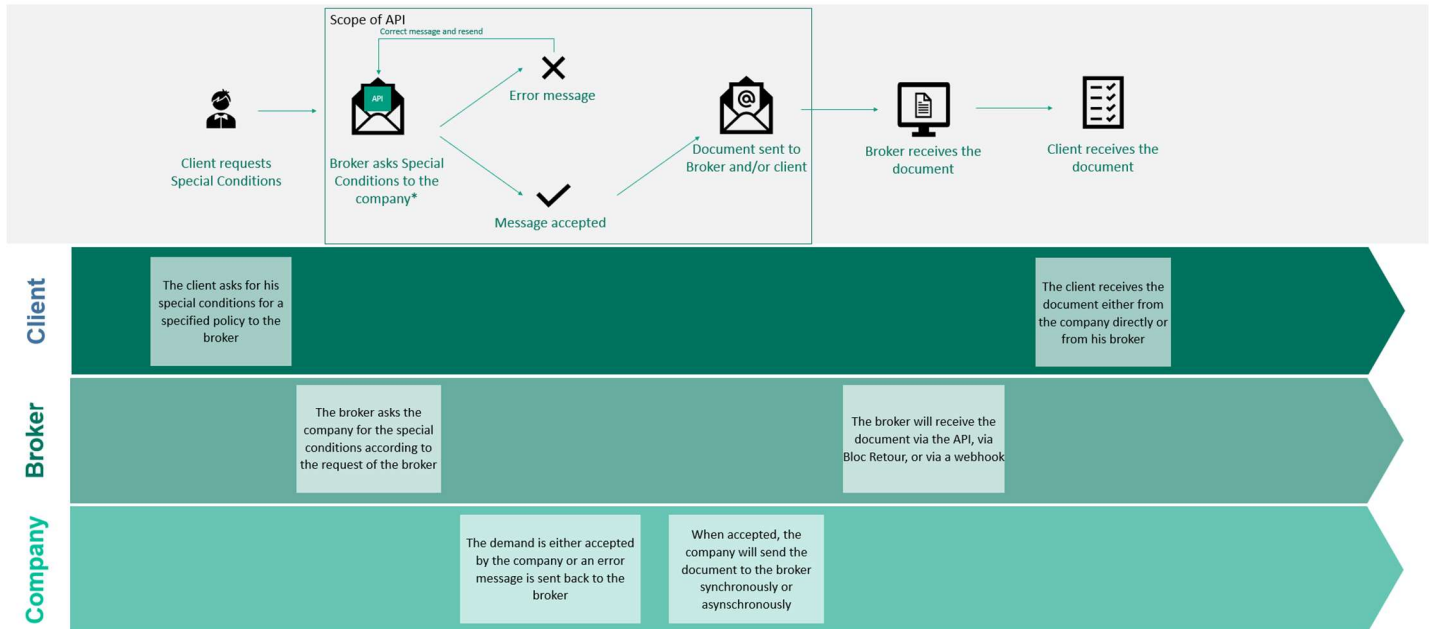 Scope of API
Correct message and resend
API
@
Error message
Client requests
Special Conditions
Broker asks Special
Conditions to the
company*
Message accepted
Document sent to
Broker and/or client
Broker receives the
document
Client receives the
document
Client
The client asks for his
special conditions for a
specified policy to the
broker
The client receives the
document either from
the company directly or
from his broker
Broker
The broker asks the
company for the special
conditions according to
the request of the broker
The broker will receive the
document via the API, via
Bloc Retour, or via a webhook
Company
The demand is either accepted
by the company or an error
message is sent back to the
broker
When accepted, the
company will send the
document to the broker
synchronously or
asynschronously